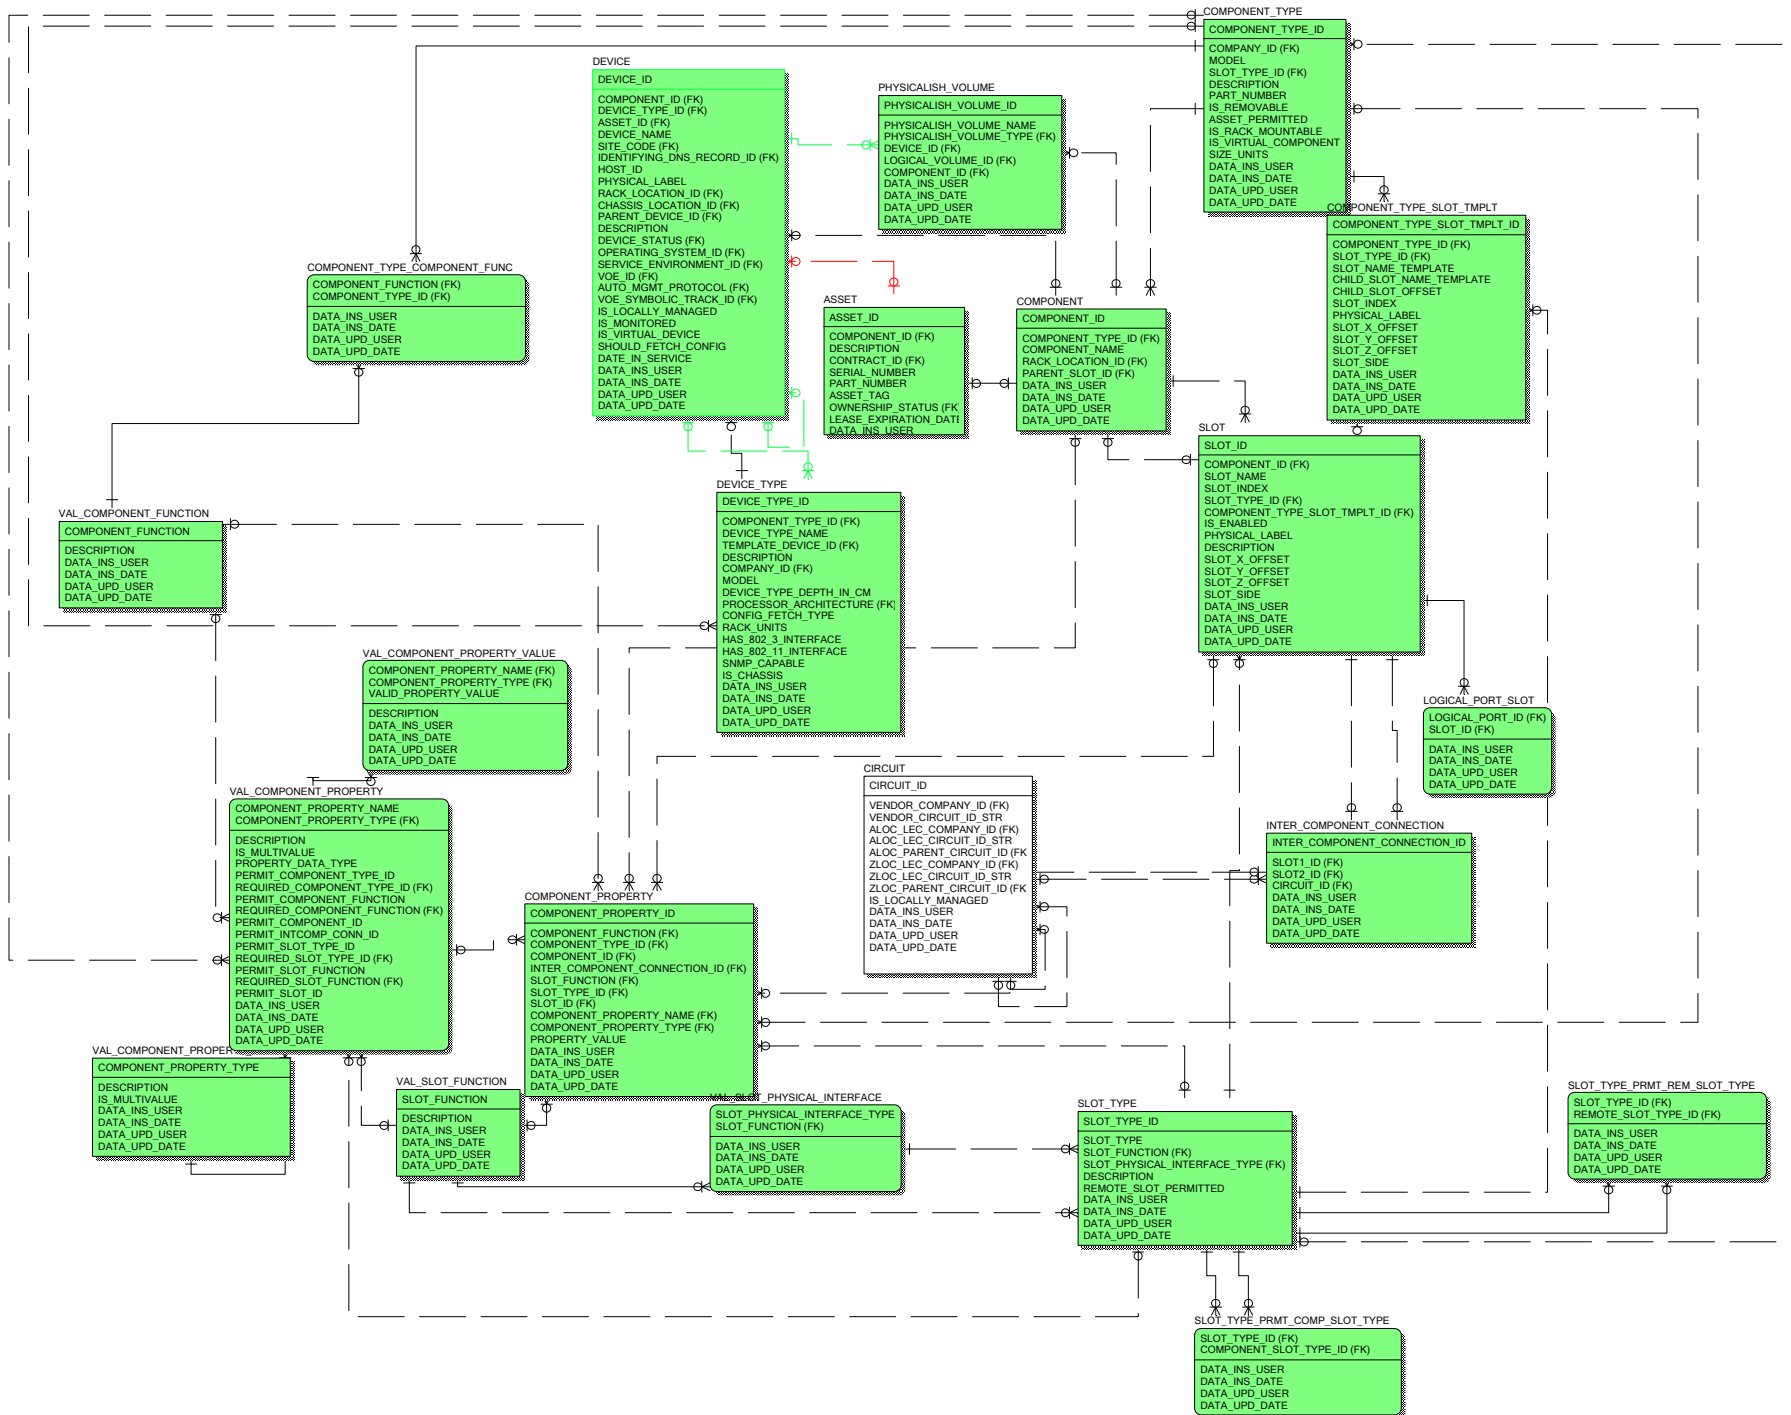 COMPONENT_TYPE
COMPONENT_TYPE_ID
COMPANY_ID (FK)
MODEL
SLOT_TYPE_ID (FK)
DESCRIPTION
PART_NUMBER
IS_REMOVABLE
ASSET_PERMITTED
IS_RACK_MOUNTABLE
IS_VIRTUAL_COMPONENT
SIZE_UNITS
DATA_INS_USER
DATA_INS_DATE
DATA_UPD_USER
DATA_UPD_DATE
DEVICE
DEVICE_ID
COMPONENT_ID (FK)
DEVICE_TYPE_ID (FK)
ASSET_ID (FK)
DEVICE_NAME
SITE_CODE (FK)
IDENTIFYING_DNS_RECORD_ID (FK)
HOST_ID
PHYSICAL_LABEL
RACK_LOCATION_ID (FK)
CHASSIS_LOCATION_ID (FK)
PARENT_DEVICE_ID (FK)
DESCRIPTION
DEVICE_STATUS (FK)
OPERATING_SYSTEM_ID (FK)
SERVICE_ENVIRONMENT_ID (FK)
VOE_ID (FK)
AUTO_MGMT_PROTOCOL (FK)
VOE_SYMBOLIC_TRACK_ID (FK)
IS_LOCALLY_MANAGED
IS_MONITORED
IS_VIRTUAL_DEVICE
SHOULD_FETCH_CONFIG
DATE_IN_SERVICE
DATA_INS_USER
DATA_INS_DATE
DATA_UPD_USER
DATA_UPD_DATE
PHYSICALISH_VOLUME
PHYSICALISH_VOLUME_ID
PHYSICALISH_VOLUME_NAME
PHYSICALISH_VOLUME_TYPE (FK)
DEVICE_ID (FK)
LOGICAL_VOLUME_ID (FK)
COMPONENT_ID (FK)
DATA_INS_USER
DATA_INS_DATE
DATA_UPD_USER
DATA_UPD_DATE
COMPONENT_TYPE_SLOT_TMPLT
COMPONENT_TYPE_SLOT_TMPLT_ID
COMPONENT_TYPE_ID (FK)
SLOT_TYPE_ID (FK)
SLOT_NAME_TEMPLATE
CHILD_SLOT_NAME_TEMPLATE
CHILD_SLOT_OFFSET
SLOT_INDEX
PHYSICAL_LABEL
SLOT_X_OFFSET
SLOT_Y_OFFSET
SLOT_Z_OFFSET
SLOT_SIDE
DATA_INS_USER
DATA_INS_DATE
DATA_UPD_USER
DATA_UPD_DATE
COMPONENT_TYPE_COMPONENT_FUNC
COMPONENT_FUNCTION (FK)
COMPONENT_TYPE_ID (FK)
DATA_INS_USER
DATA_INS_DATE
DATA_UPD_USER
DATA_UPD_DATE
ASSET
ASSET_ID
COMPONENT_ID (FK)
DESCRIPTION
CONTRACT_ID (FK)
SERIAL_NUMBER
PART_NUMBER
ASSET_TAG
OWNERSHIP_STATUS (FK
LEASE_EXPIRATION_DATE
DATA_INS_USER
COMPONENT
COMPONENT_ID
COMPONENT_TYPE_ID (FK)
COMPONENT_NAME
RACK_LOCATION_ID (FK)
PARENT_SLOT_ID (FK)
DATA_INS_USER
DATA_INS_DATE
DATA_UPD_USER
DATA_UPD_DATE
SLOT
SLOT_ID
COMPONENT_ID (FK)
SLOT_NAME
SLOT_INDEX
SLOT_TYPE_ID (FK)
COMPONENT_TYPE_SLOT_TMPLT_ID (FK)
IS_ENABLED
PHYSICAL_LABEL
DESCRIPTION
SLOT_X_OFFSET
SLOT_Y_OFFSET
SLOT_Z_OFFSET
SLOT_SIDE
DATA_INS_USER
DATA_INS_DATE
DATA_UPD_USER
DATA_UPD_DATE
DEVICE_TYPE
DEVICE_TYPE_ID
COMPONENT_TYPE_ID (FK)
DEVICE_TYPE_NAME
TEMPLATE_DEVICE_ID (FK)
DESCRIPTION
COMPANY_ID (FK)
MODEL
DEVICE_TYPE_DEPTH_IN_CM
PROCESSOR_ARCHITECTURE (FK)
CONFIG_FETCH_TYPE
RACK_UNITS
HAS_802_3_INTERFACE
HAS_802_11_INTERFACE
SNMP_CAPABLE
IS_CHASSIS
DATA_INS_USER
DATA_INS_DATE
DATA_UPD_USER
DATA_UPD_DATE
VAL_COMPONENT_FUNCTION
COMPONENT_FUNCTION
DESCRIPTION
DATA_INS_USER
DATA_INS_DATE
DATA_UPD_USER
DATA_UPD_DATE
VAL_COMPONENT_PROPERTY_VALUE
COMPONENT_PROPERTY_NAME (FK)
COMPONENT_PROPERTY_TYPE (FK)
VALID_PROPERTY_VALUE
DESCRIPTION
DATA_INS_USER
DATA_INS_DATE
DATA_UPD_USER
DATA_UPD_DATE
LOGICAL_PORT_SLOT
LOGICAL_PORT_ID (FK)
SLOT_ID (FK)
DATA_INS_USER
DATA_INS_DATE
DATA_UPD_USER
DATA_UPD_DATE
CIRCUIT
CIRCUIT_ID
VENDOR_COMPANY_ID (FK)
VENDOR_CIRCUIT_ID_STR
ALOC_LEC_COMPANY_ID (FK)
ALOC_LEC_CIRCUIT_ID_STR
ALOC_PARENT_CIRCUIT_ID (FK
ZLOC_LEC_COMPANY_ID (FK)
ZLOC_LEC_CIRCUIT_ID_STR
ZLOC_PARENT_CIRCUIT_ID (FK
IS_LOCALLY_MANAGED
DATA_INS_USER
DATA_INS_DATE
DATA_UPD_USER
DATA_UPD_DATE
VAL_COMPONENT_PROPERTY
COMPONENT_PROPERTY_NAME
COMPONENT_PROPERTY_TYPE (FK)
DESCRIPTION
IS_MULTIVALUE
PROPERTY_DATA_TYPE
PERMIT_COMPONENT_TYPE_ID
REQUIRED_COMPONENT_TYPE_ID (FK)
PERMIT_COMPONENT_FUNCTION
REQUIRED_COMPONENT_FUNCTION (FK)
PERMIT_COMPONENT_ID
PERMIT_INTCOMP_CONN_ID
PERMIT_SLOT_TYPE_ID
REQUIRED_SLOT_TYPE_ID (FK)
PERMIT_SLOT_FUNCTION
REQUIRED_SLOT_FUNCTION (FK)
PERMIT_SLOT_ID
DATA_INS_USER
DATA_INS_DATE
DATA_UPD_USER
DATA_UPD_DATE
INTER_COMPONENT_CONNECTION
INTER_COMPONENT_CONNECTION_ID
SLOT1_ID (FK)
SLOT2_ID (FK)
CIRCUIT_ID (FK)
DATA_INS_USER
DATA_INS_DATE
DATA_UPD_USER
DATA_UPD_DATE
COMPONENT_PROPERTY
COMPONENT_PROPERTY_ID
COMPONENT_FUNCTION (FK)
COMPONENT_TYPE_ID (FK)
COMPONENT_ID (FK)
INTER_COMPONENT_CONNECTION_ID (FK)
SLOT_FUNCTION (FK)
SLOT_TYPE_ID (FK)
SLOT_ID (FK)
COMPONENT_PROPERTY_NAME (FK)
COMPONENT_PROPERTY_TYPE (FK)
PROPERTY_VALUE
DATA_INS_USER
DATA_INS_DATE
DATA_UPD_USER
DATA_UPD_DATE
VAL_COMPONENT_PROPER
COMPONENT_PROPERTY_TYPE
DESCRIPTION
IS_MULTIVALUE
DATA_INS_USER
DATA_INS_DATE
DATA_UPD_USER
DATA_UPD_DATE
VAL_SLOT_FUNCTION
SLOT_FUNCTION
DESCRIPTION
DATA_INS_USER
DATA_INS_DATE
DATA_UPD_USER
DATA_UPD_DATE
VAL_SLOT_PHYSICAL_INTERFACE
SLOT_PHYSICAL_INTERFACE_TYPE
SLOT_FUNCTION (FK)
DATA_INS_USER
DATA_INS_DATE
DATA_UPD_USER
DATA_UPD_DATE
SLOT_TYPE
SLOT_TYPE_ID
SLOT_TYPE
SLOT_FUNCTION (FK)
SLOT_PHYSICAL_INTERFACE_TYPE (FK)
DESCRIPTION
REMOTE_SLOT_PERMITTED
DATA_INS_USER
DATA_INS_DATE
DATA_UPD_USER
DATA_UPD_DATE
SLOT_TYPE_PRMT_REM_SLOT_TYPE
SLOT_TYPE_ID (FK)
REMOTE_SLOT_TYPE_ID (FK)
DATA_INS_USER
DATA_INS_DATE
DATA_UPD_USER
DATA_UPD_DATE
SLOT_TYPE_PRMT_COMP_SLOT_TYPE
SLOT_TYPE_ID (FK)
COMPONENT_SLOT_TYPE_ID (FK)
DATA_INS_USER
DATA_INS_DATE
DATA_UPD_USER
DATA_UPD_DATE